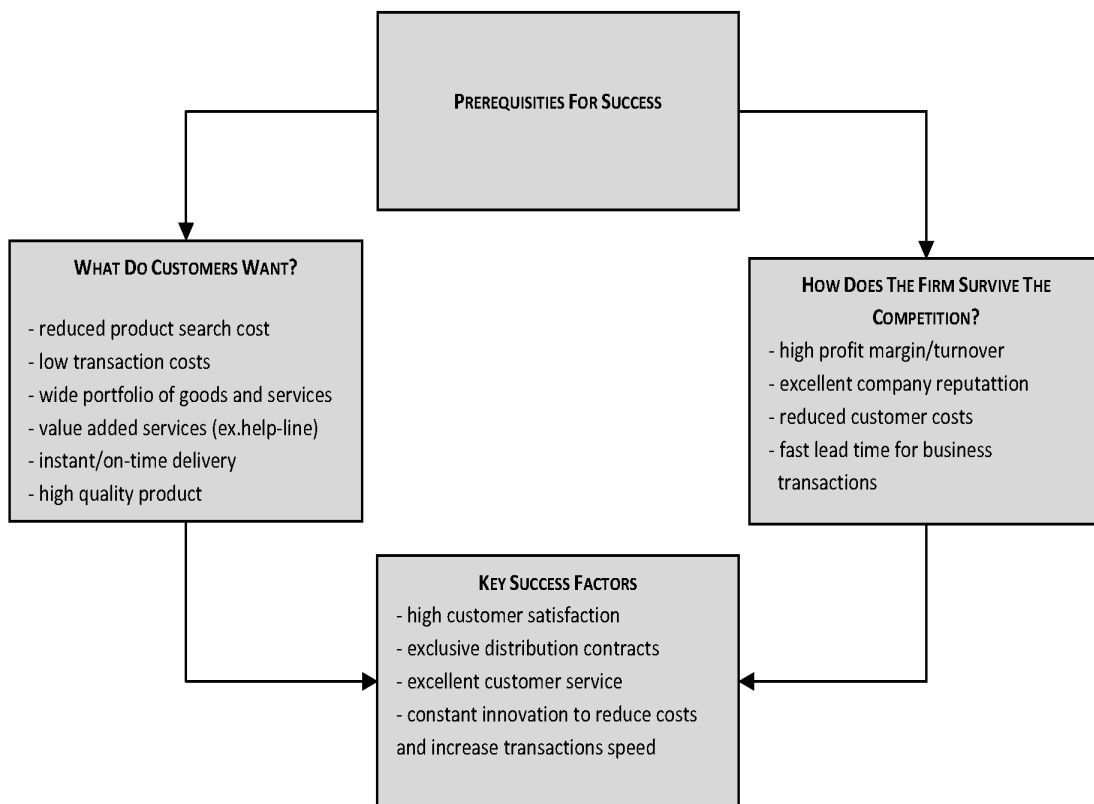 PREREQUISITIES FOR SUCCESS
WHAT DO CUSTOMERS WANT?
- reduced product search cost
- low transaction costs
- wide portfolio of goods and services
- value added services (ex.help-line)
- instant/on-time delivery
- high quality product
HOW DOES THE FIRM SURVIVE THE
COMPETITION?
- high profit margin/turnover
- excellent company reputattion
- reduced customer costs
- fast lead time for business
transactions
KEY SUCCESS FACTORS
- high customer satisfaction
- exclusive distribution contracts
- excellent customer service
- constant innovation to reduce costs
and increase transactions speed